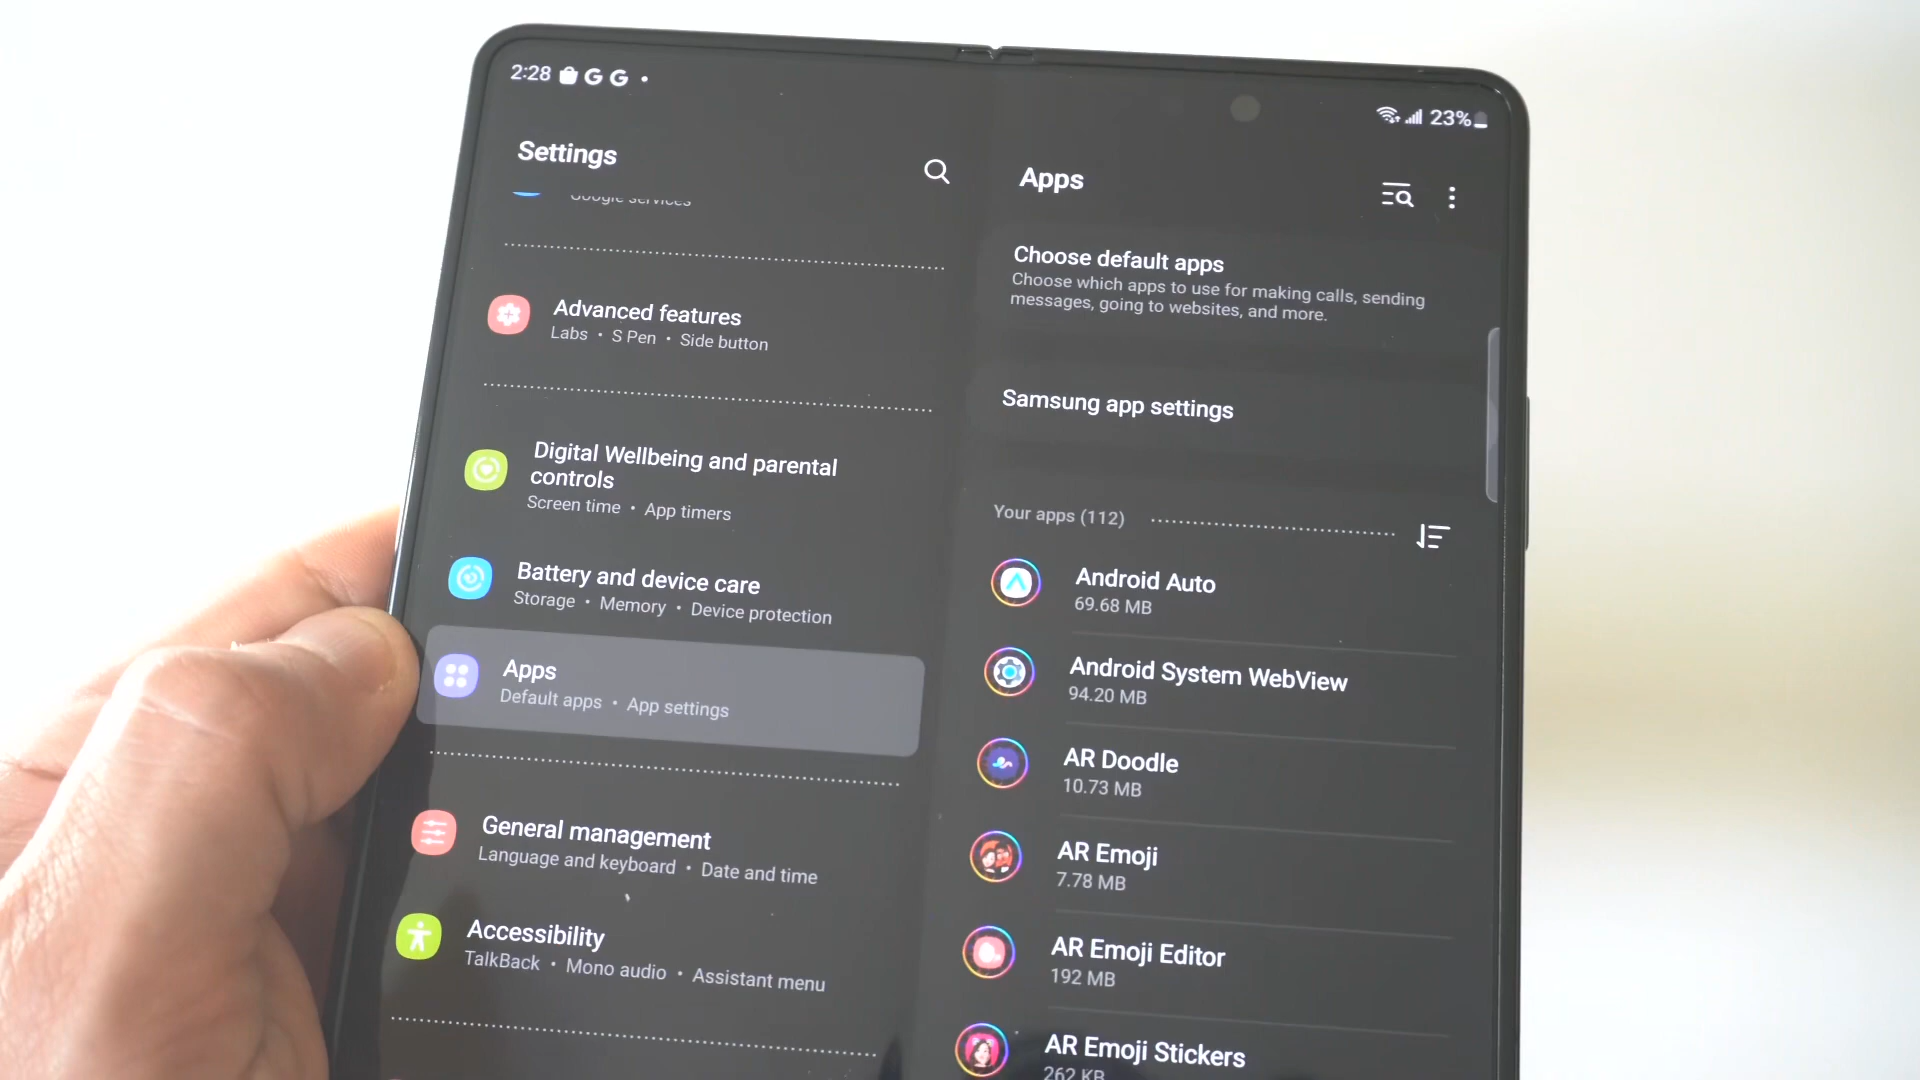 2:28 G G
23%
Settings
Google services
Advanced features
Labs • S Pen • Side button
Digital Wellbeing and parental
controls
Screen time • App timers
Battery and device care
Storage • Memory • Device protection
Apps
Default apps • App settings
General management
Language and keyboard • Date and time
Accessibility
TalkBack • Mono audio • Assistant menu
Apps
Choose default apps
Choose which apps to use for making calls, sending
messages, going to websites, and more.
Samsung app settings
Your apps (112)
Android Auto
69.68 MB
Android System WebView
94.20 MB
AR Doodle
10.73 MB
AR Emoji
7.78 MB
AR Emoji Editor
192 MB
AR Emoji Stickers
262 KB